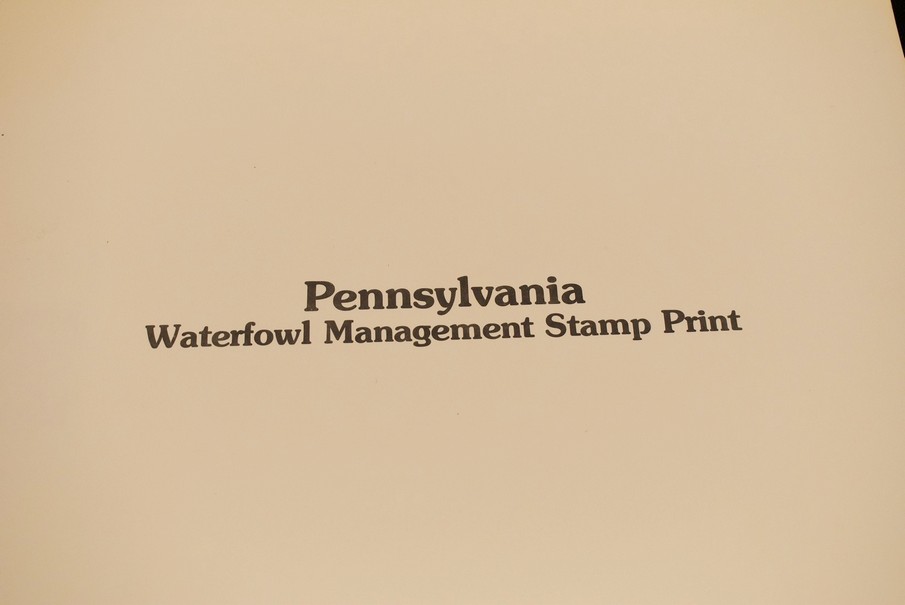 Pennsylvania
Waterfowl Management Stamp Print